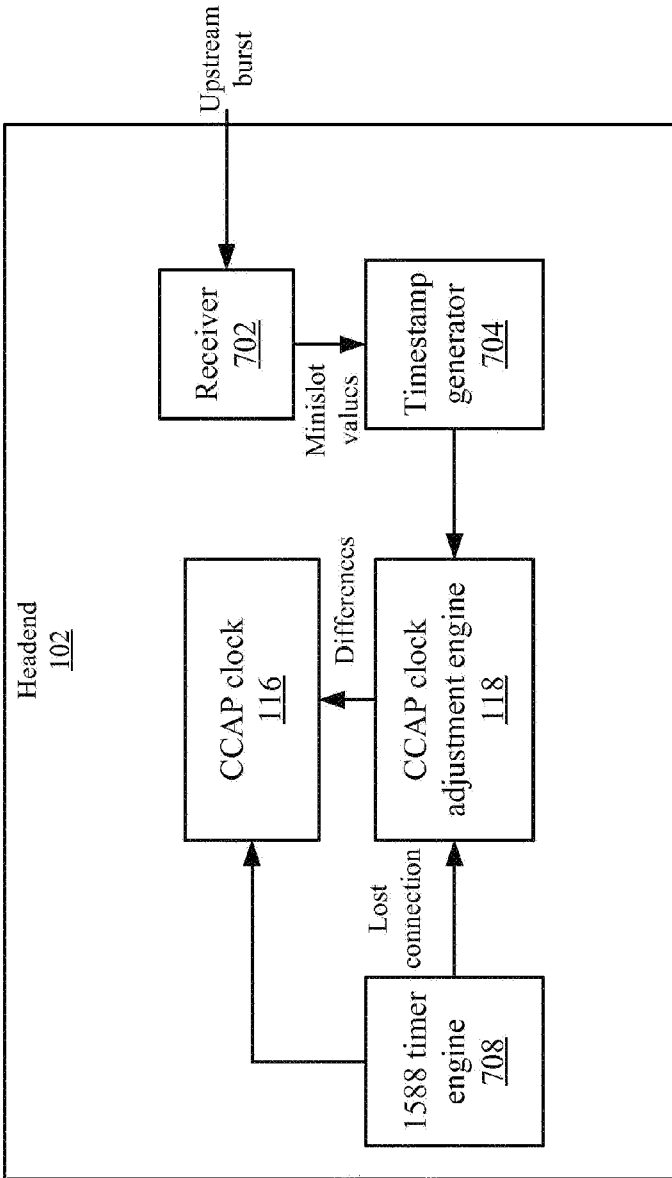 Headend
102
Upstream
burst
CCAP clock
116
Receiver
702
Differences
Minislot
values
Lost
connection
1588 timer
engine
708
CCAP clock
adjustment engine
118
Timestamp
generator
704